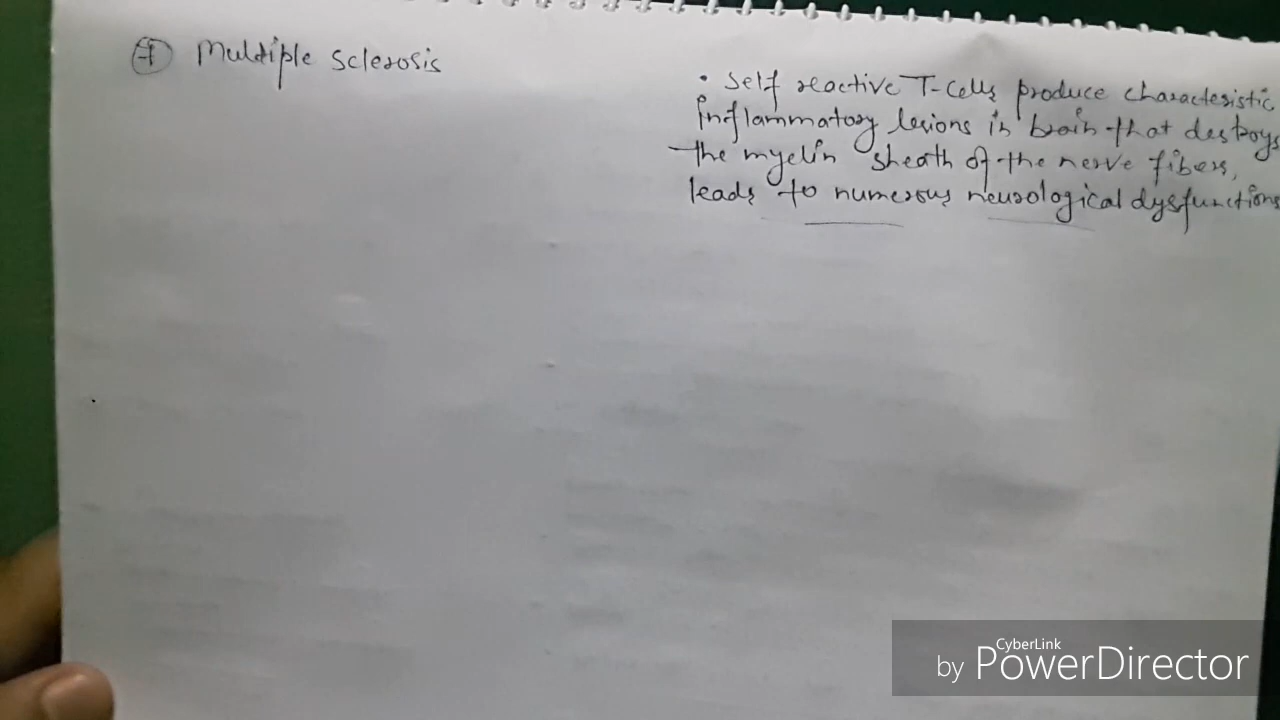 7 Multiple Sclerosis
• Self reactive T-Cells produce characteristic
inflammatory lesions in brain that destroys
the myelin sheath of the nerve fibers,
leads to numerous neurological dysfunctions
CyberLink
by PowerDirector